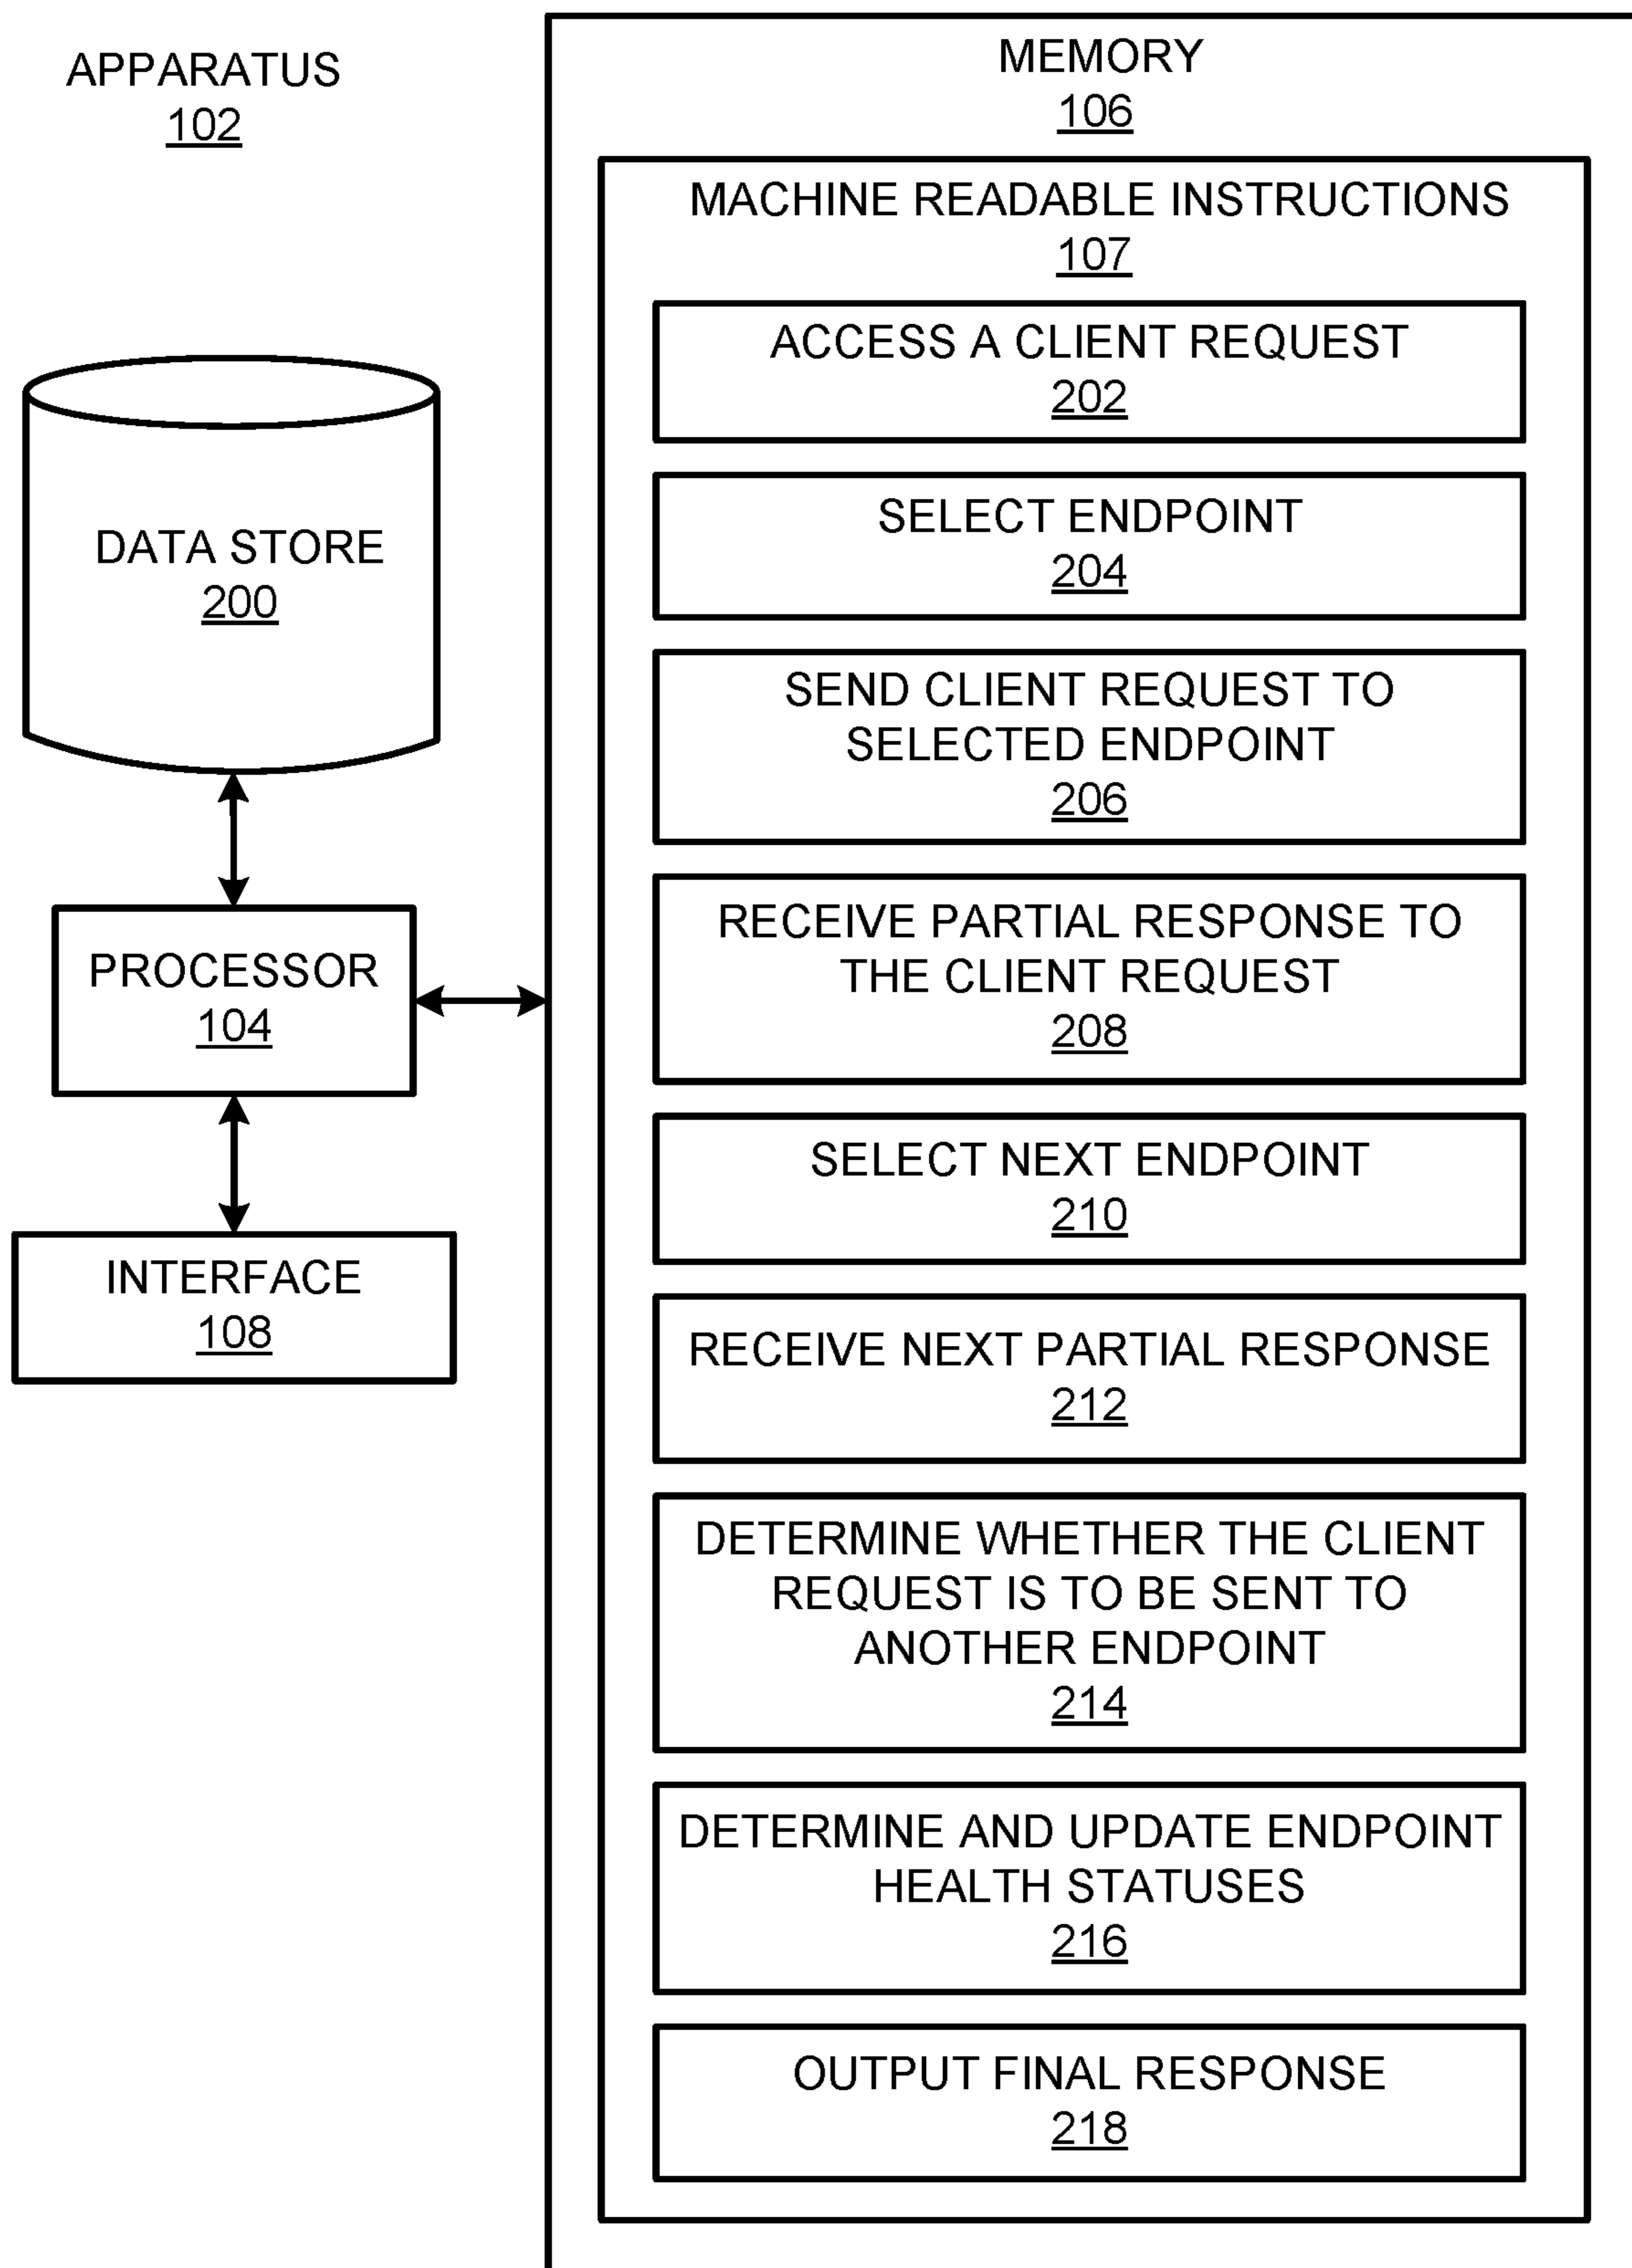 APPARATUS
102
DATA STORE
200
PROCESSOR
104
INTERFACE
108
MEMORY
106
MACHINE READABLE INSTRUCTIONS
107
ACCESS A CLIENT REQUEST
202
SELECT ENDPOINT
204
SEND CLIENT REQUEST TO
SELECTED ENDPOINT
206
RECEIVE PARTIAL RESPONSE TO
THE CLIENT REQUEST
208
SELECT NEXT ENDPOINT
210
RECEIVE NEXT PARTIAL RESPONSE
212
DETERMINE WHETHER THE CLIENT
REQUEST IS TO BE SENT TO
ANOTHER ENDPOINT
214
DETERMINE AND UPDATE ENDPOINT
HEALTH STATUSES
216
OUTPUT FINAL RESPONSE
218